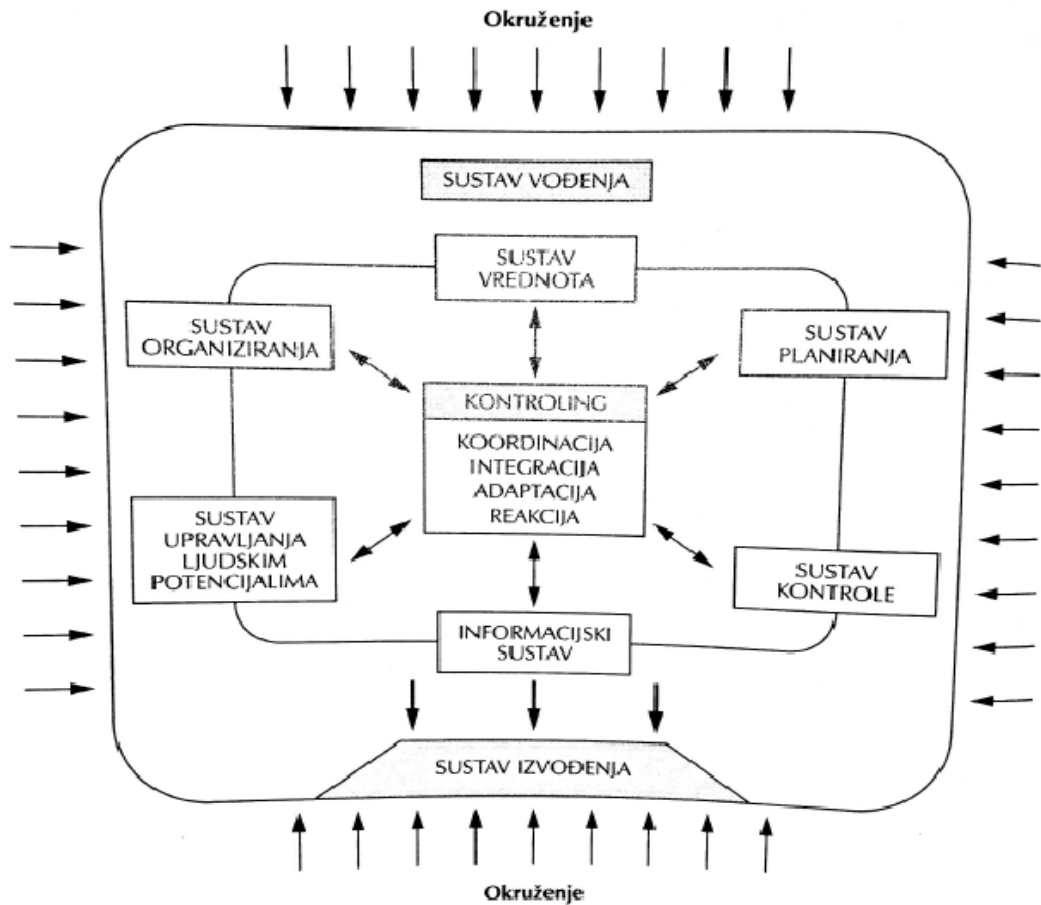 Okruženje
SUSTAV VOĐENJA
SUSTAV
VREDNOTA
SUSTAV
ORGANIZIRANJA
SUSTAV
PLANIRANJA
KONTROLING
KOORDINACIJA
INTEGRACIJA
ADAPTACIJA
REAKCIJA
SUSTAV
UPRAVLJANJA
LJUDSKIM
POTENCIJALIMA
SUSTAV
KONTROLE
INFORMACIJSKI
SUSTAV
SUSTAV IZVOĐENJA
Okruženje